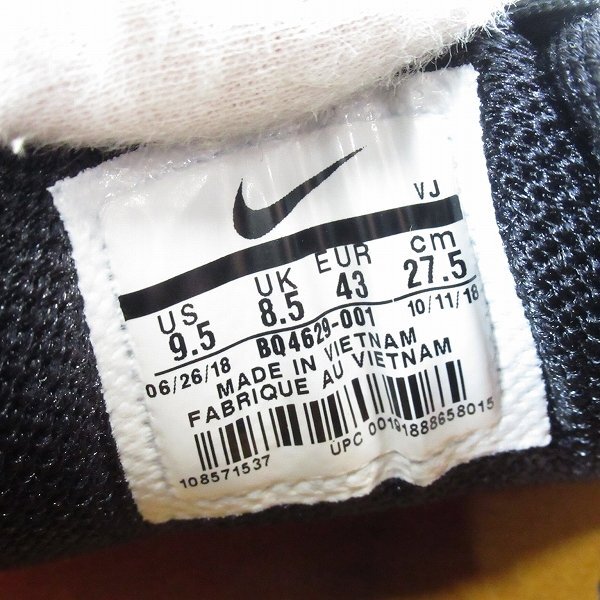 VJ
US UK EUR cm
9.5 8.5 43 27.5
06/26/18 BQ4629-001 10/11/18
MADE IN VIETNAM
FABRIQUE AU VIETNAM
108571537 UPC 00191888658015